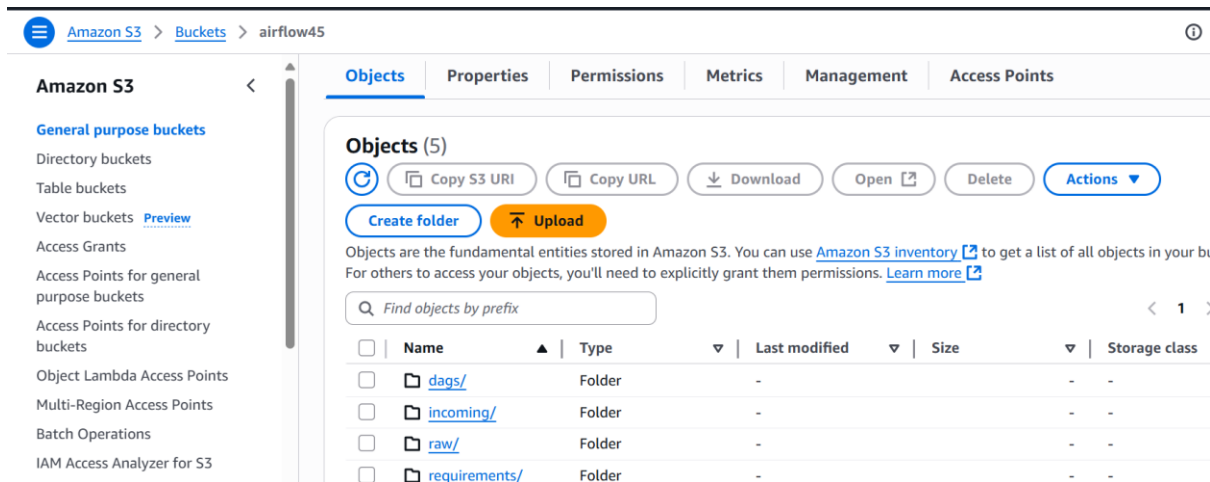 Amazon S3 > Buckets > airflow45
Amazon S3
General purpose buckets
Directory buckets
Table buckets
Vector buckets Preview
Access Grants
Access Points for general
purpose buckets
Access Points for directory
buckets
Object Lambda Access Points
Multi-Region Access Points
Batch Operations
IAM Access Analyzer for S3
Objects Properties Permissions Metrics Management Access Points
Objects (5)
Copy S3 URI Copy URL Download Open Delete Actions
Create folder Upload
Objects are the fundamental entities stored in Amazon S3. You can use Amazon S3 inventory to get a list of all objects in your bu
For others to access your objects, you'll need to explicitly grant them permissions. Learn more
Find objects by prefix
< 1 >
Name Type Last modified Size Storage class
dags/ Folder - - -
incoming/ Folder - - -
raw/ Folder - - -
requirements/ Folder - - -